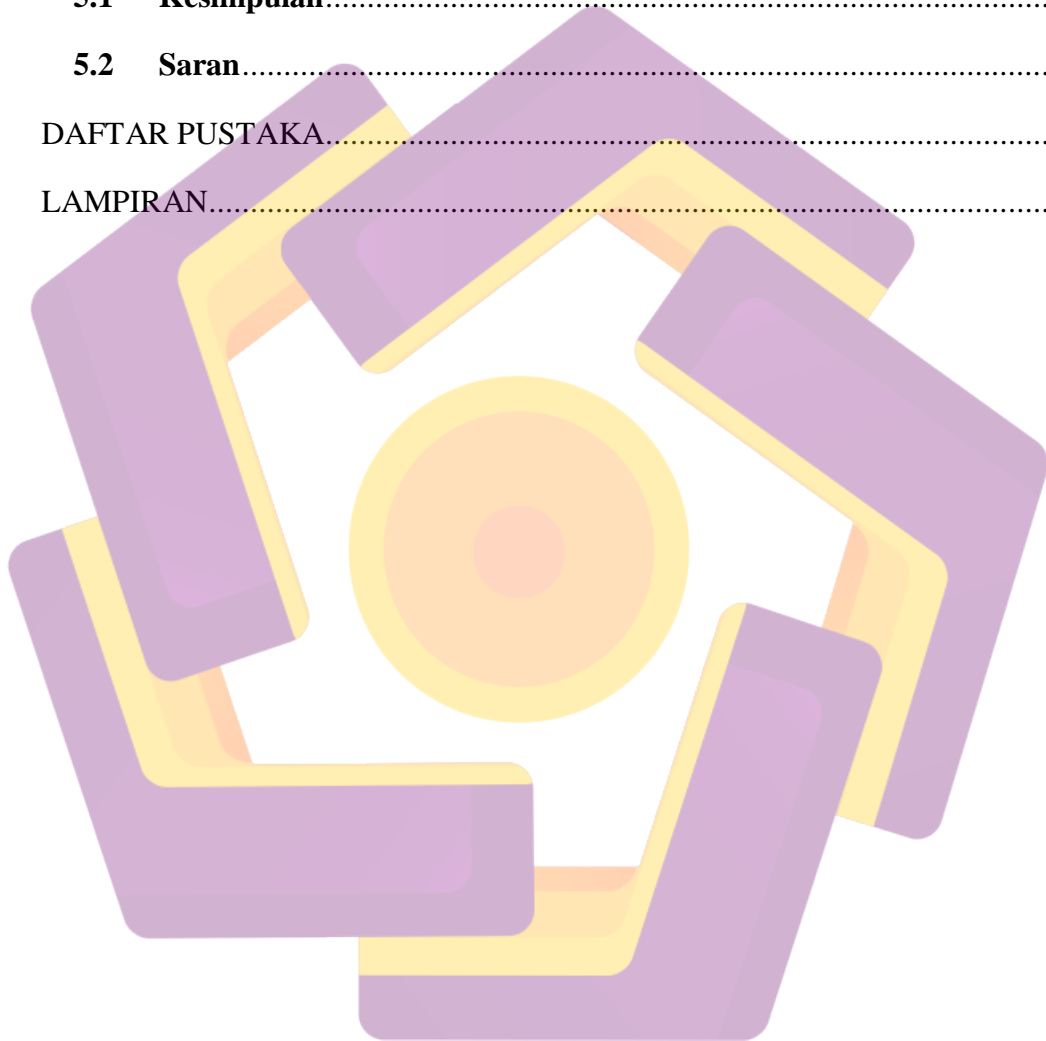 5.1 Kesimpulan................................................................................
5.2 Saran..........................................................................................
DAFTAR PUSTAKA................................................................................
LAMPIRAN..............................................................................................